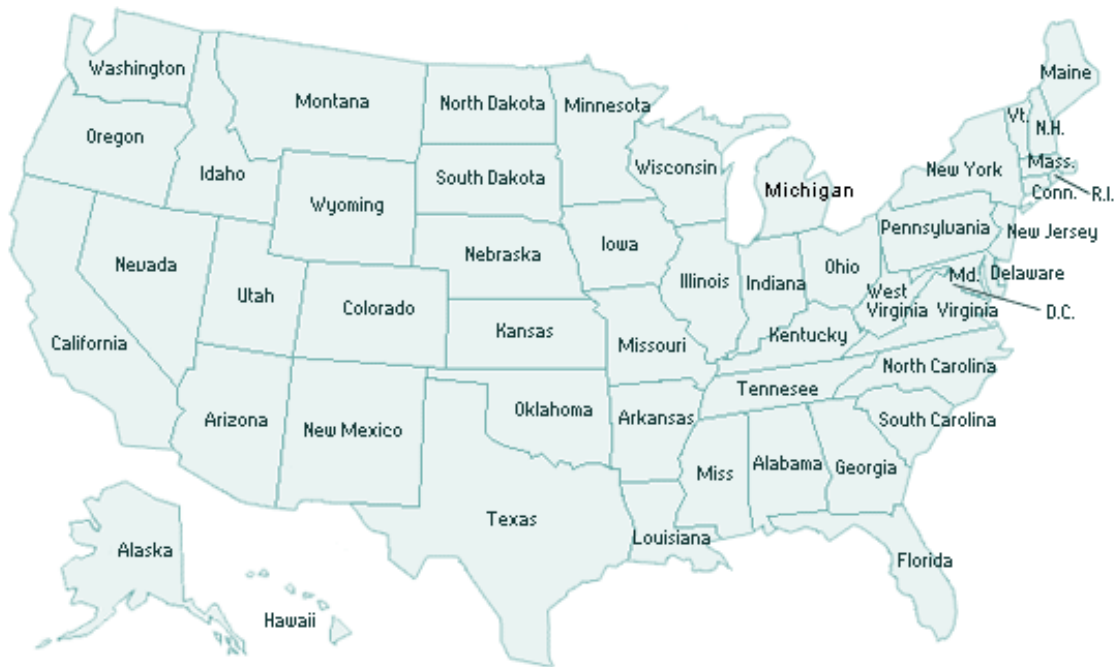 Washington
Montana
North Dakota
Minnesota
Maine
Oregon
Idaho
Wyoming
South Dakota
Wisconsin
Michigan
New York
Vt.
N.H.
Mass.
Conn.
R.I.
Nevada
Utah
Colorado
Nebraska
Iowa
Illinois
Indiana
Ohio
Pennsylvania
New Jersey
Md.
Delaware
D.C.
California
Kansas
Missouri
Kentucky
West
Virginia
Virginia
Arizona
New Mexico
Oklahoma
Arkansas
Tennesee
North Carolina
South Carolina
Texas
Louisiana
Miss
Alabama
Georgia
Florida
Alaska
Hawaii